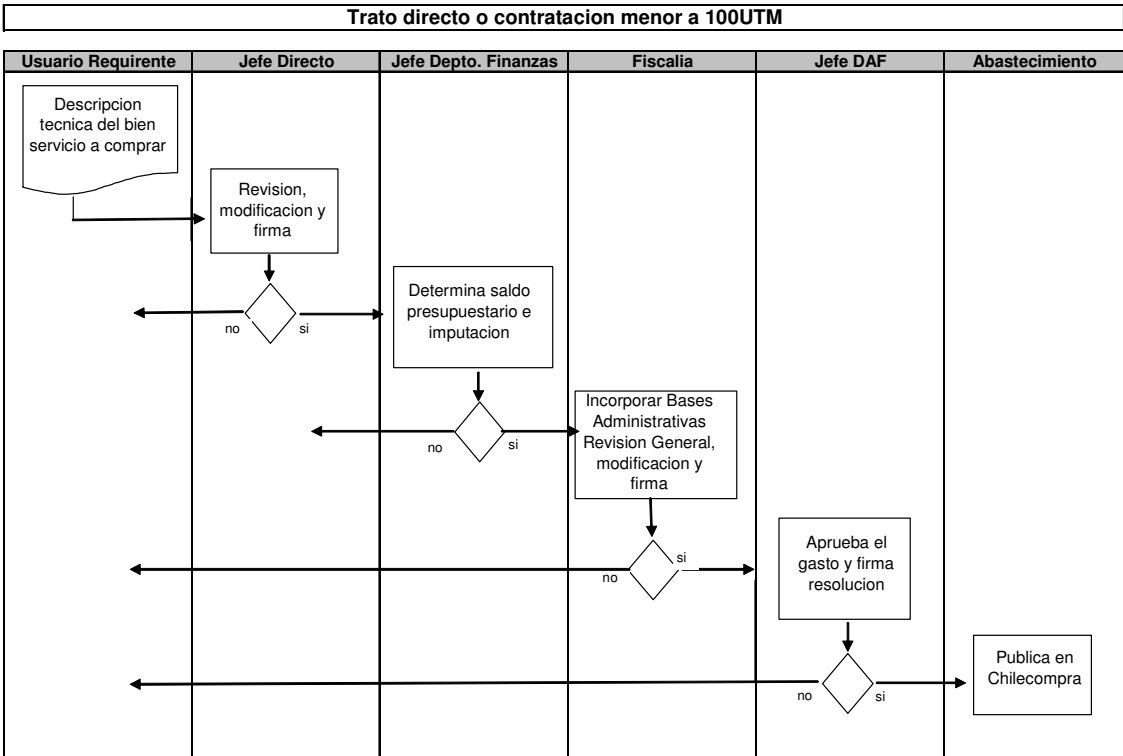 Trato directo o contratacion menor a 100UTM
Usuario Requirente
Jefe Directo
Jefe Depto. Finanzas
Fiscalia
Jefe DAF
Abastecimiento
Descripcion
tecnica del bien
servicio a comprar
Revision,
modificacion y
firma
no
si
Determina saldo
presupuestario e
imputacion
no
si
Incorporar Bases
Administrativas
Revision General,
modificacion y
firma
no
si
Aprueba el
gasto y firma
resolucion
no
si
Publica en
Chilecompra